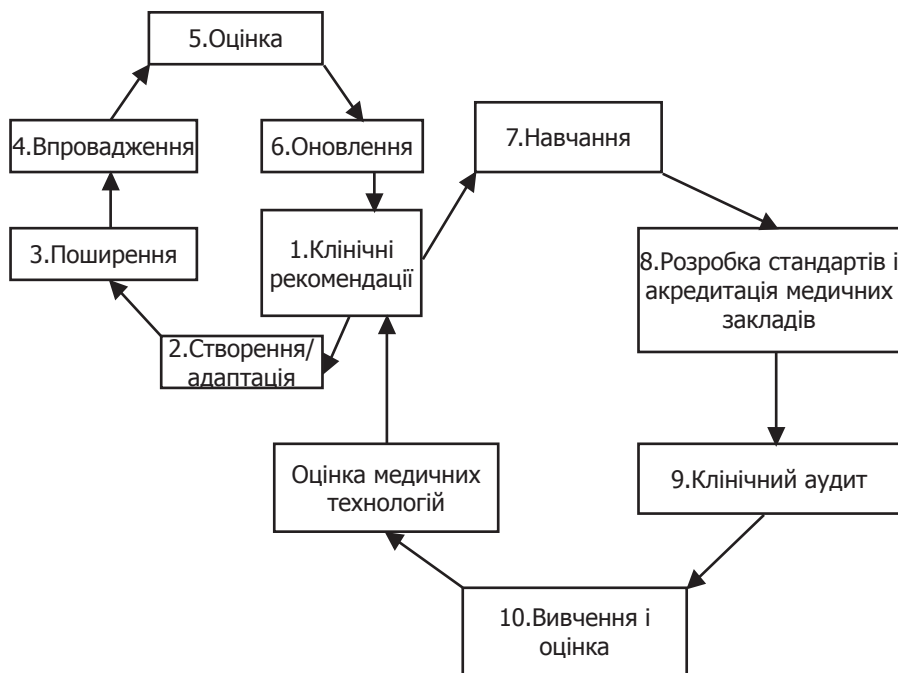 5.Оцінка
4.Впровадження
6.Оновлення
7.Навчання
3.Поширення
1.Клінічні
рекомендації
8.Розробка стандартів і
акредитація медичних
закладів
2.Створення/
адаптація
Оцінка медичних
технологій
9.Клінічний аудит
10.Вивчення і
оцінка